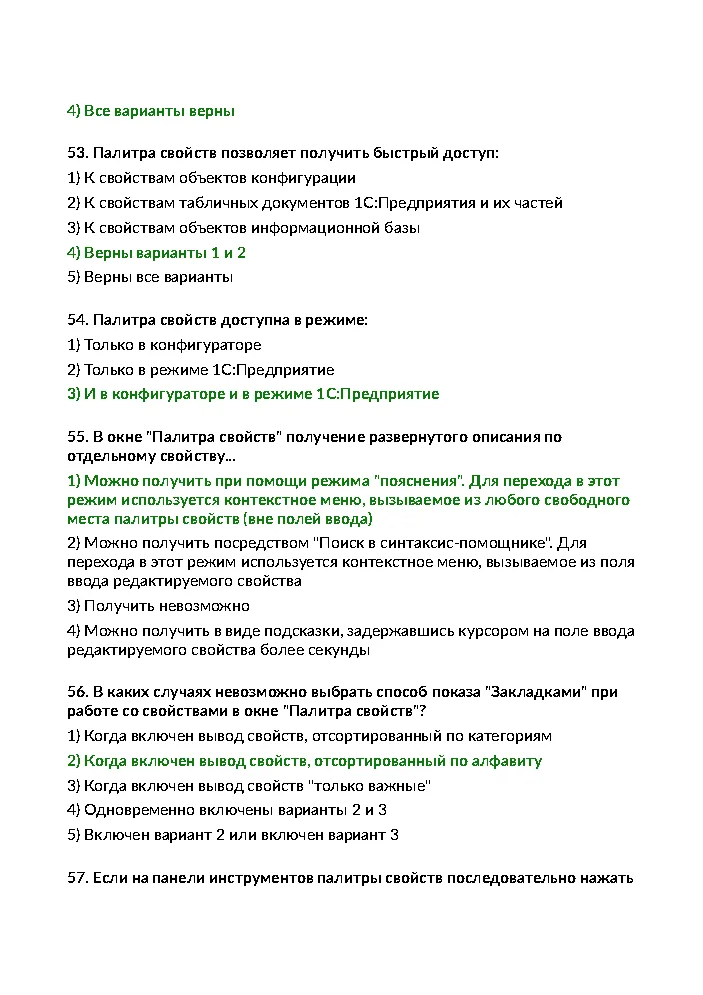 4) Все варианты верны
53. Палитра свойств позволяет получить быстрый доступ:
1) К свойствам объектов конфигурации
2) К свойствам табличных документов 1С:Предприятия и их частей
3) К свойствам объектов информационной базы
4) Верны варианты 1 и 2
5) Верны все варианты
54. Палитра свойств доступна в режиме:
1) Только в конфигураторе
2) Только в режиме 1С:Предприятие
3) И в конфигураторе и в режиме 1С:Предприятие
55. В окне "Палитра свойств" получение развернутого описания по
отдельному свойству...
1) Можно получить при помощи режима "пояснения". Для перехода в этот
режим используется контекстное меню, вызываемое из любого свободного
места палитры свойств (вне полей ввода)
2) Можно получить посредством "Поиск в синтаксис-помощнике". Для
перехода в этот режим используется контекстное меню, вызываемое из поля
ввода редактируемого свойства
3) Получить невозможно
4) Можно получить в виде подсказки, задержавшись курсором на поле ввода
редактируемого свойства более секунды
56. В каких случаях невозможно выбрать способ показа "Закладками" при
работе со свойствами в окне "Палитра свойств"?
1) Когда включен вывод свойств, отсортированный по категориям
2) Когда включен вывод свойств, отсортированный по алфавиту
3) Когда включен вывод свойств "только важные"
4) Одновременно включены варианты 2 и 3
5) Включен вариант 2 или включен вариант 3
57. Если на панели инструментов палитры свойств последовательно нажать